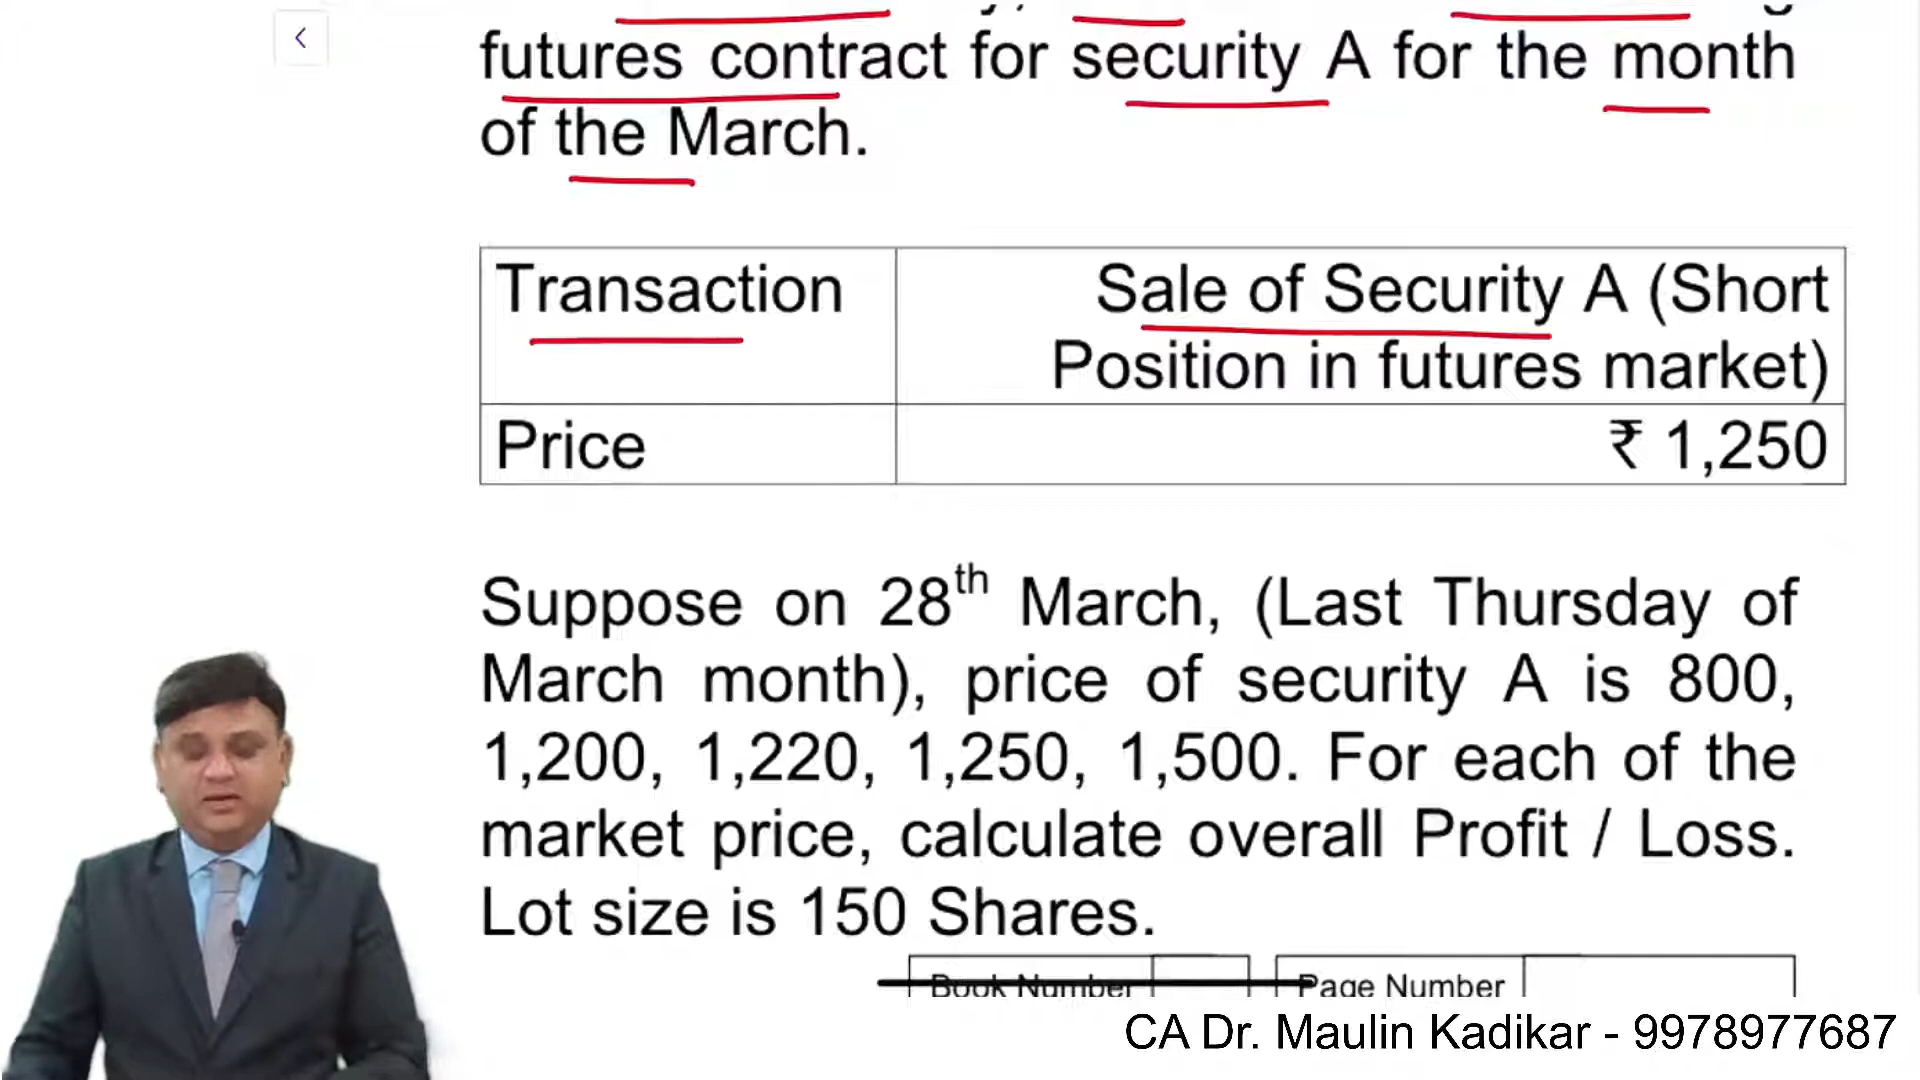 futures contract for security A for the month
of the March.
Transaction
Sale of Security A (Short
Position in futures market)
Price
₹ 1,250
Suppose on 28th March, (Last Thursday of
March month), price of security A is 800,
1,200, 1,220, 1,250, 1,500. For each of the
market price, calculate overall Profit / Loss.
Lot size is 150 Shares.
Book Number
Page Number
CA Dr. Maulin Kadikar - 9978977687